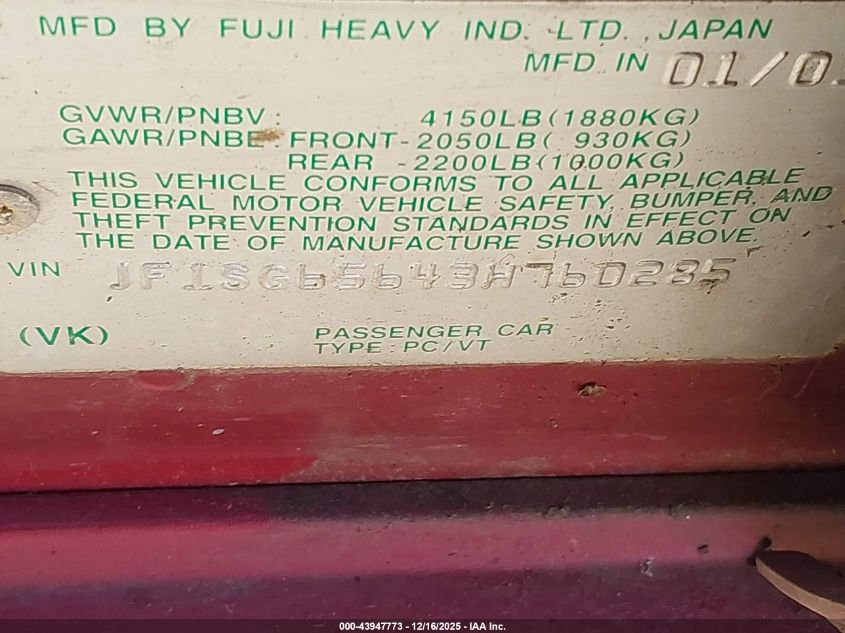 MFD BY FUJI HEAVY IND. LTD., JAPAN
MFD IN 01/03
GVWR/PNBV: 4150LB(1880KG)
GAWR/PNBE FRONT-2050LB( 930KG)
REAR -2200LB(1000KG)
THIS VEHICLE CONFORMS TO ALL APPLICABLE
FEDERAL MOTOR VEHICLE SAFETY, BUMPER, AND
THEFT PREVENTION STANDARDS IN EFFECT ON
THE DATE OF MANUFACTURE SHOWN ABOVE.
VIN JF1SG65643H760285
(VK) PASSENGER CAR
TYPE:PC/VT
000-43947773 - 12/16/2025 - IAA Inc.